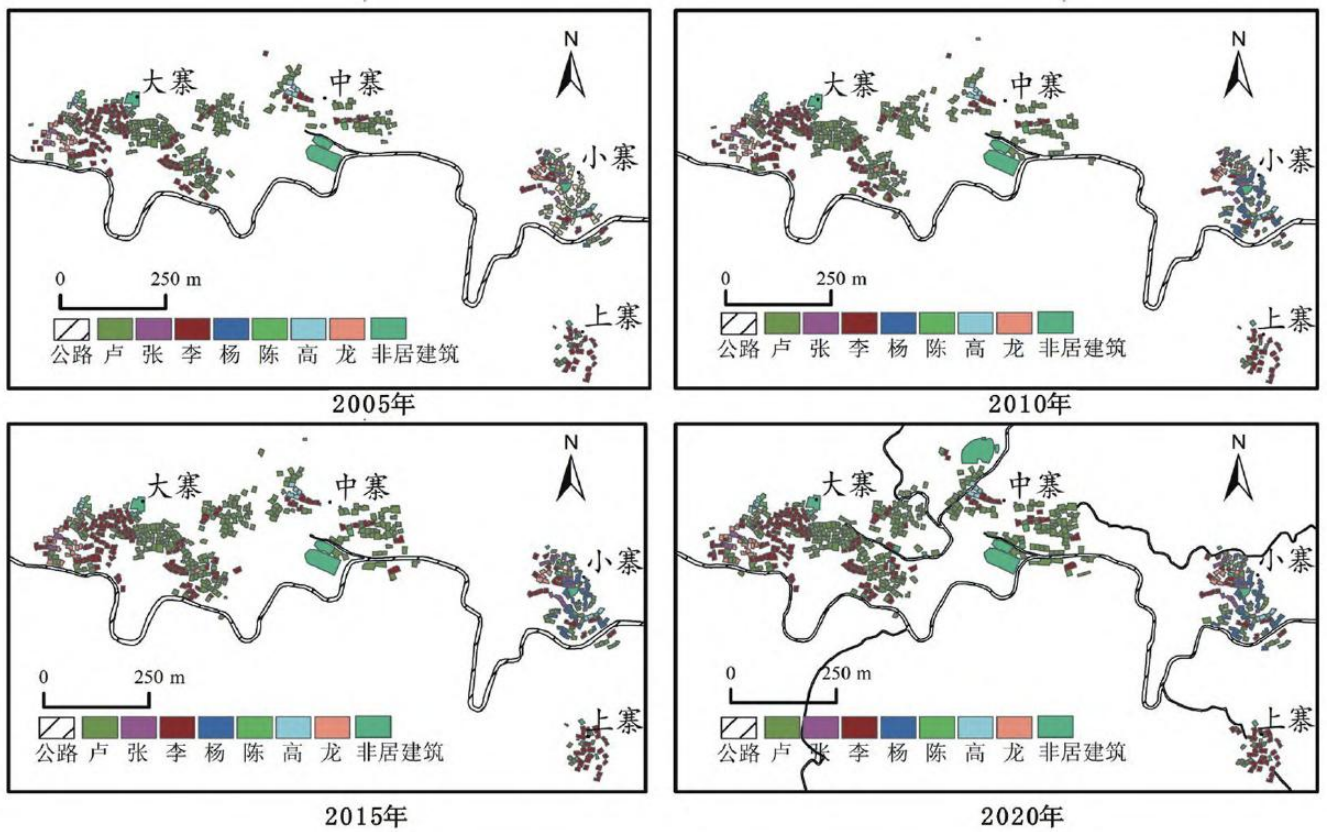 N
大寨
中寨
小寨
0 250 m
上寨
公路 卢 张 李 杨 陈 高 龙 非居建筑
2005年
N
大寨
中寨
小寨
0 250 m
上寨
公路 卢 张 李 杨 陈 高 龙 非居建筑
2010年
N
大寨
中寨
小寨
0 250 m
上寨
公路 卢 张 李 杨 陈 高 龙 非居建筑
2015年
N
大寨
中寨
小寨
0 250 m
上寨
公路 卢 张 李 杨 陈 高 龙 非居建筑
2020年